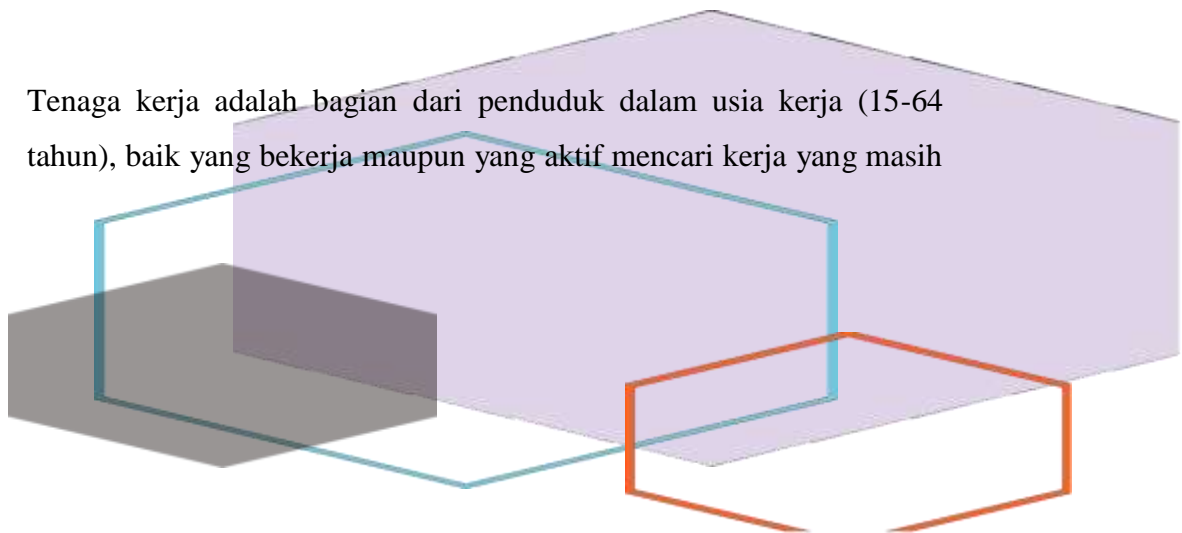 Tenaga kerja adalah bagian dari penduduk dalam usia kerja (15-64
tahun), baik yang bekerja maupun yang aktif mencari kerja yang masih